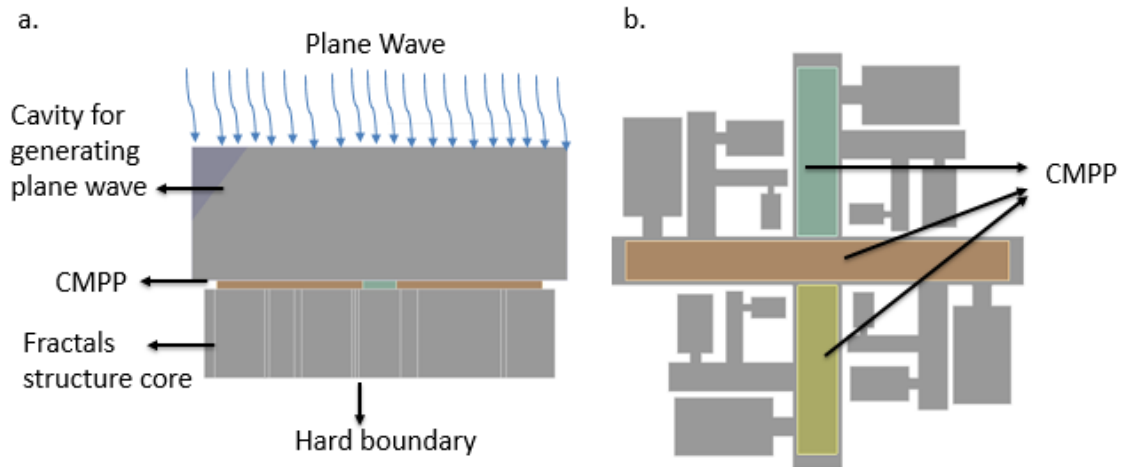 a.
Plane Wave
Cavity for
generating
plane wave
CMPP
Fractals
structure core
Hard boundary
b.
CMPP